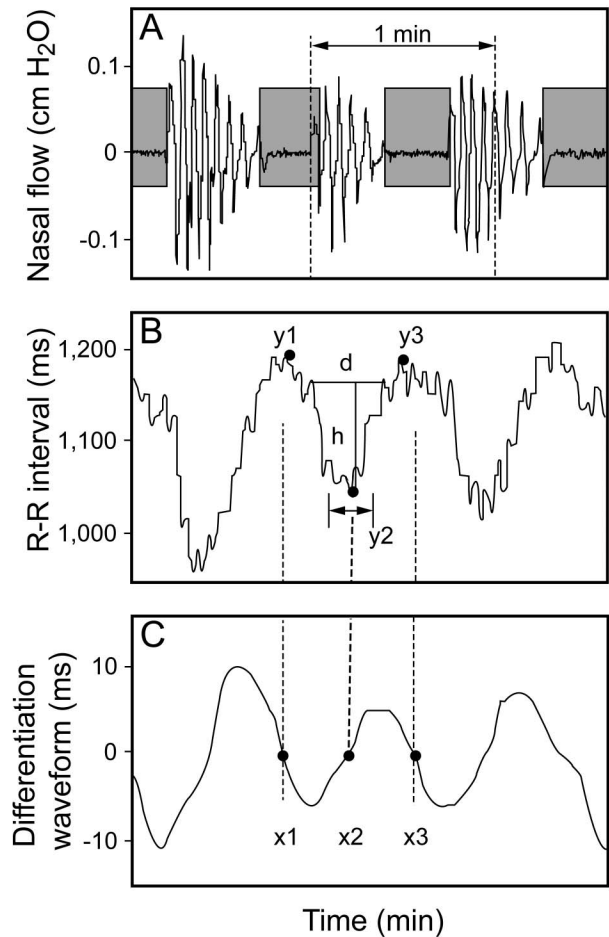 A
1 min
Nasal flow (cm H₂O)
0.1
0
-0.1
B
R-R interval (ms)
1,200
1,100
1,000
y1
y3
d
h
y2
C
Differentiation
waveform (ms)
10
0
-10
x1 x2 x3
Time (min)